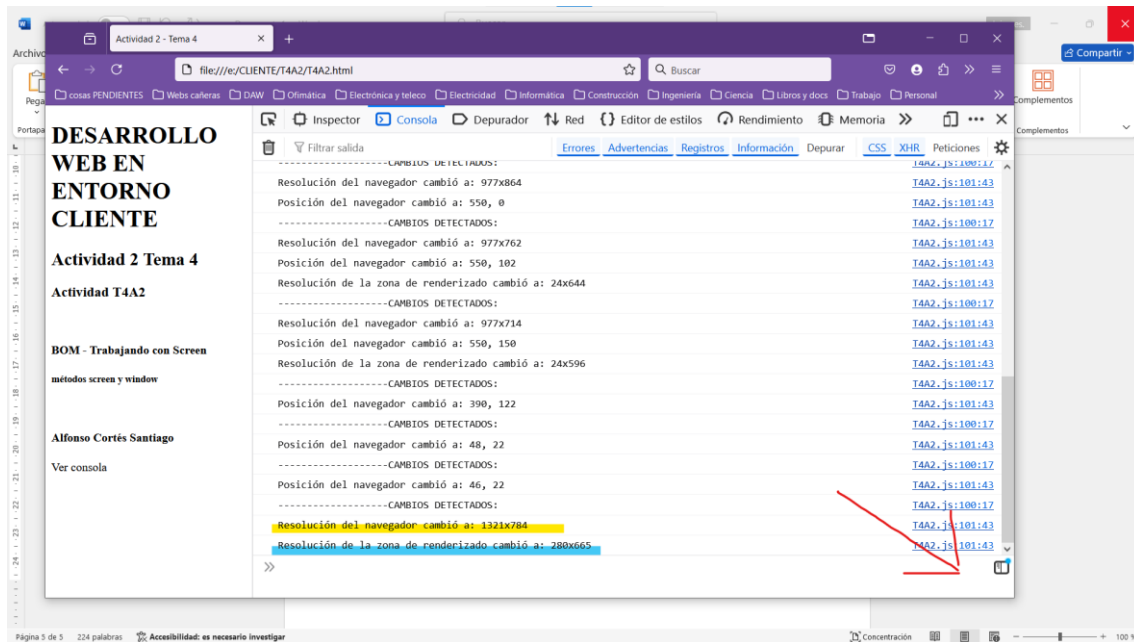 Archivo
Compartir
Pega
Portapa
Complementos
Complementos
Actividad 2 - Tema 4
file:///e:/CLIENTE/T4A2/T4A2.html
Buscar
cosas PENDIENTES Webs cañeras DAW Ofimática Electrónica y teleco Electricidad Informática Construcción Ingeniería Ciencia Libros y docs Trabajo Personal
Inspector Consola Depurador Red Editor de estilos Rendimiento Memoria
Filtrar salida Errores Advertencias Registros Información Depurar CSS XHR Peticiones
DESARROLLO
WEB EN
ENTORNO
CLIENTE
Actividad 2 Tema 4
Actividad T4A2
BOM - Trabajando con Screen
métodos screen y window
Alfonso Cortés Santiago
Ver consola
-------------------CAMBIOS DETECTADOS: T4A2.js:100:17
Resolución del navegador cambió a: 977x864 T4A2.js:101:43
Posición del navegador cambió a: 550, 0 T4A2.js:101:43
-------------------CAMBIOS DETECTADOS: T4A2.js:100:17
Resolución del navegador cambió a: 977x762 T4A2.js:101:43
Posición del navegador cambió a: 550, 102 T4A2.js:101:43
Resolución de la zona de renderizado cambió a: 24x644 T4A2.js:101:43
-------------------CAMBIOS DETECTADOS: T4A2.js:100:17
Resolución del navegador cambió a: 977x714 T4A2.js:101:43
Posición del navegador cambió a: 550, 150 T4A2.js:101:43
Resolución de la zona de renderizado cambió a: 24x596 T4A2.js:101:43
-------------------CAMBIOS DETECTADOS: T4A2.js:100:17
Posición del navegador cambió a: 390, 122 T4A2.js:101:43
-------------------CAMBIOS DETECTADOS: T4A2.js:100:17
Posición del navegador cambió a: 48, 22 T4A2.js:101:43
-------------------CAMBIOS DETECTADOS: T4A2.js:100:17
Posición del navegador cambió a: 46, 22 T4A2.js:101:43
-------------------CAMBIOS DETECTADOS: T4A2.js:100:17
Resolución del navegador cambió a: 1321x784 T4A2.js:101:43
Resolución de la zona de renderizado cambió a: 280x665 T4A2.js:101:43
Página 5 de 5 224 palabras Accesibilidad: es necesario investigar Concentración